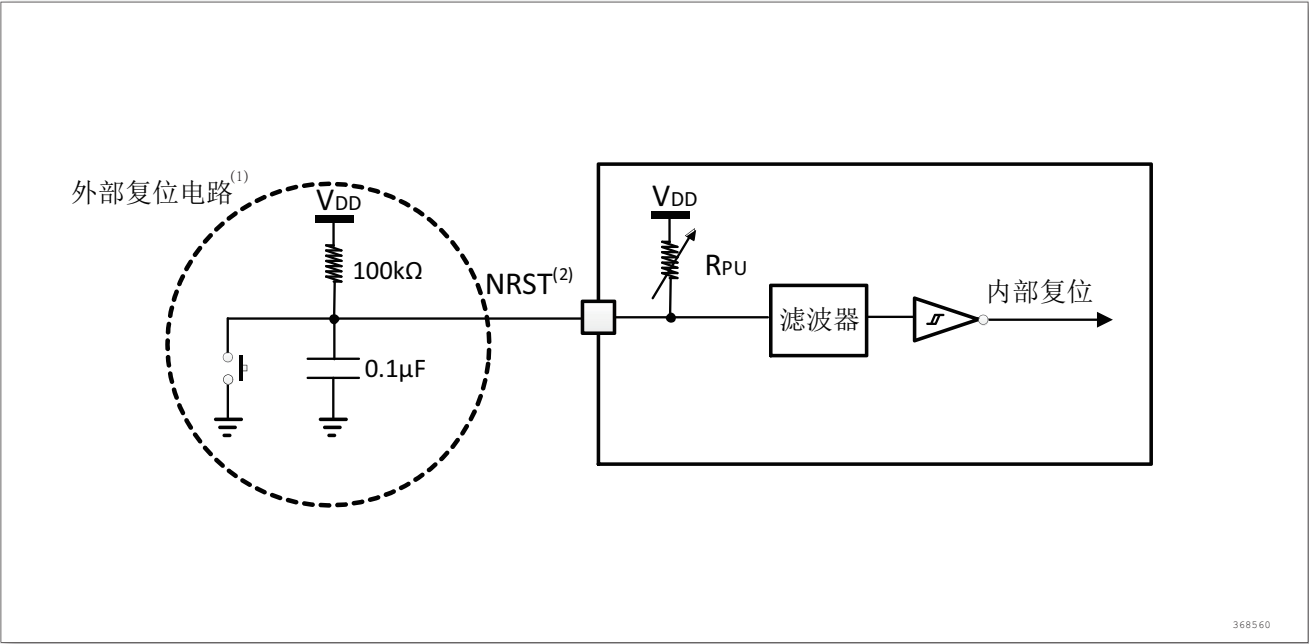 外部复位电路(1)
VDD
100kΩ
0.1μF
NRST(2)
VDD
RPU
滤波器
内部复位
368560